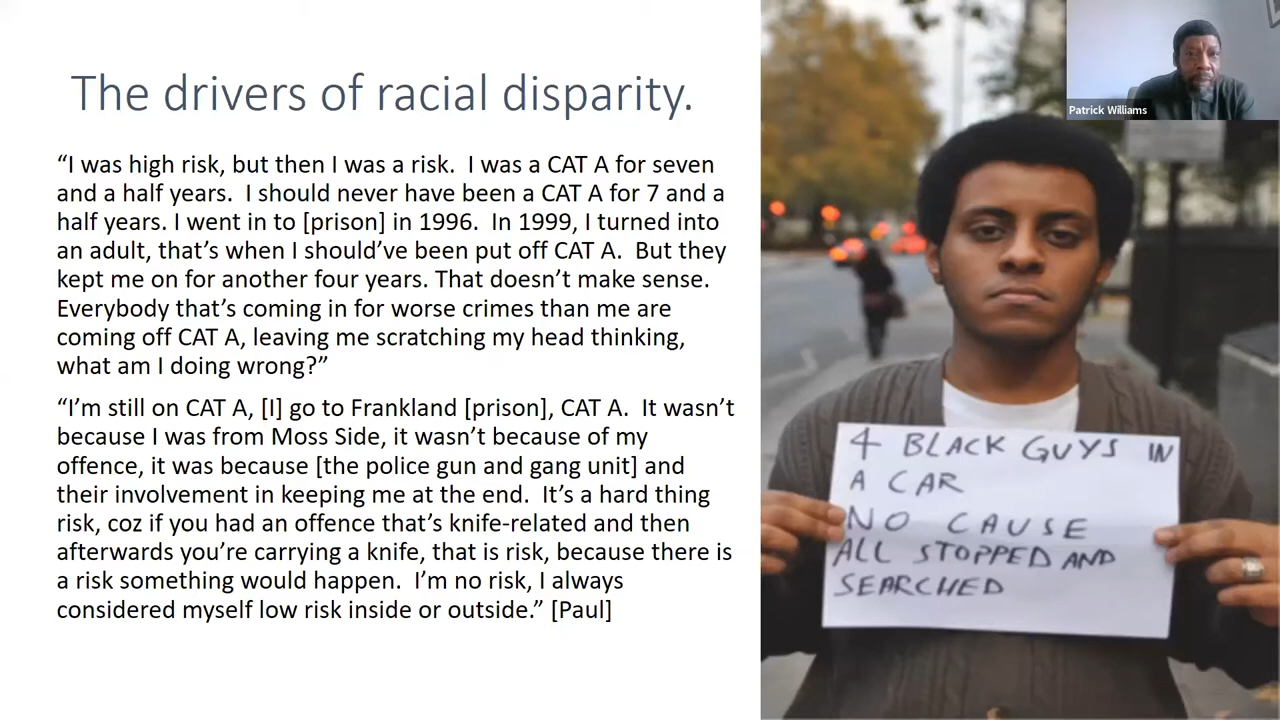 The drivers of racial disparity.
“I was high risk, but then I was a risk.  I was a CAT A for seven
and a half years.  I should never have been a CAT A for 7 and a
half years. I went in to [prison] in 1996.  In 1999, I turned into
an adult, that’s when I should’ve been put off CAT A.  But they
kept me on for another four years. That doesn’t make sense.
Everybody that’s coming in for worse crimes than me are
coming off CAT A, leaving me scratching my head thinking,
what am I doing wrong?”
“I’m still on CAT A, [I] go to Frankland [prison], CAT A.  It wasn’t
because I was from Moss Side, it wasn’t because of my
offence, it was because [the police gun and gang unit] and
their involvement in keeping me at the end.  It’s a hard thing
risk, coz if you had an offence that’s knife-related and then
afterwards you’re carrying a knife, that is risk, because there is
a risk something would happen.  I’m no risk, I always
considered myself low risk inside or outside.” [Paul]
Patrick Williams
4 BLACK GUYS IN
A CAR
NO CAUSE
ALL STOPPED AND
SEARCHED